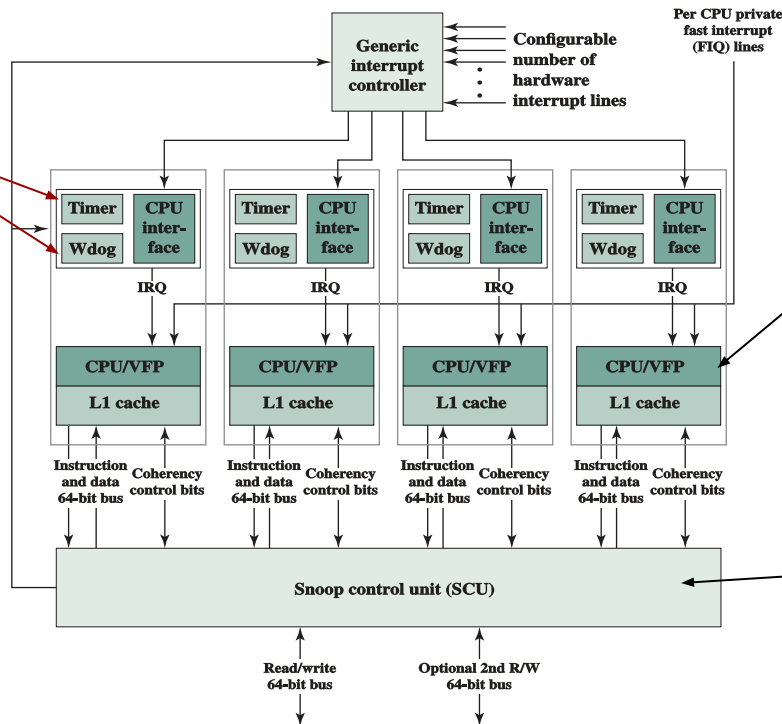 Per CPU private
fast interrupt
(FIQ) lines
Generic
interrupt
controller
Configurable
number of
hardware
interrupt lines
Timer
Wdog
CPU
inter-
face
Timer
Wdog
CPU
inter-
face
Timer
Wdog
CPU
inter-
face
Timer
Wdog
CPU
inter-
face
IRQ
IRQ
IRQ
IRQ
CPU/VFP
L1 cache
CPU/VFP
L1 cache
CPU/VFP
L1 cache
CPU/VFP
L1 cache
Instruction
and data
64-bit bus
Coherency
control bits
Instruction
and data
64-bit bus
Coherency
control bits
Instruction
and data
64-bit bus
Coherency
control bits
Instruction
and data
64-bit bus
Coherency
control bits
Snoop control unit (SCU)
Read/write
64-bit bus
Optional 2nd R/W
64-bit bus